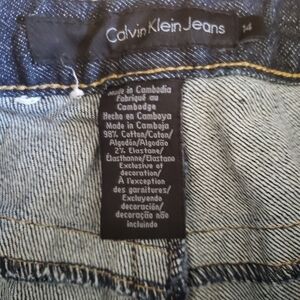 Calvin Klein Jeans 14
Made in Cambodia
Fabriqué au
Cambodge
Hecho en Camboya
Made in Camboja
98% Cotton/Coton/
Algodón/Algodão
2% Elastane/
Élasthanne/Elastano
Exclusive of
decoration/
À l'exception
des garnitures/
Excluyendo
decoración/
decoração não
incluindo